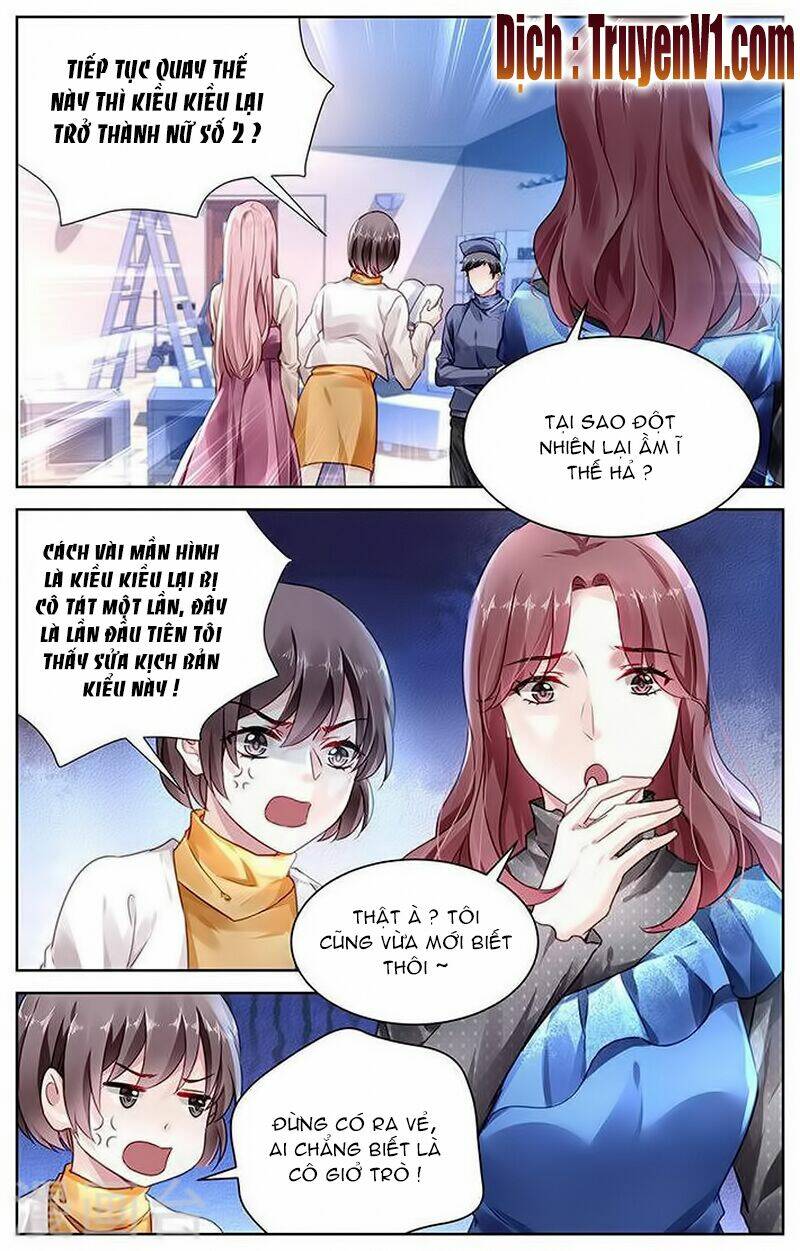 Dịch : TruyenV1.com
TIẾP TỤC QUAY THẾ
NÀY THÌ KIỀU KIỀU LẠI
TRỞ THÀNH NỮ SỐ 2 ?
TẠI SAO ĐỘT
NHIÊN LẠI ẦM Ĩ
THẾ HẢ ?
CÁCH VÀI MÀN HÌNH
LÀ KIỀU KIỀU LẠI BỊ
CÔ TÁT MỘT LẦN, ĐÂY
LÀ LẦN ĐẦU TIÊN TÔI
THẤY SỬA KỊCH BẢN
KIỂU NÀY !
THẬT À ? TÔI
CŨNG VỪA MỚI BIẾT
THÔI ~
ĐỪNG CÓ RA VẺ,
AI CHẲNG BIẾT LÀ
CÔ GIỞ TRÒ !
漫画台